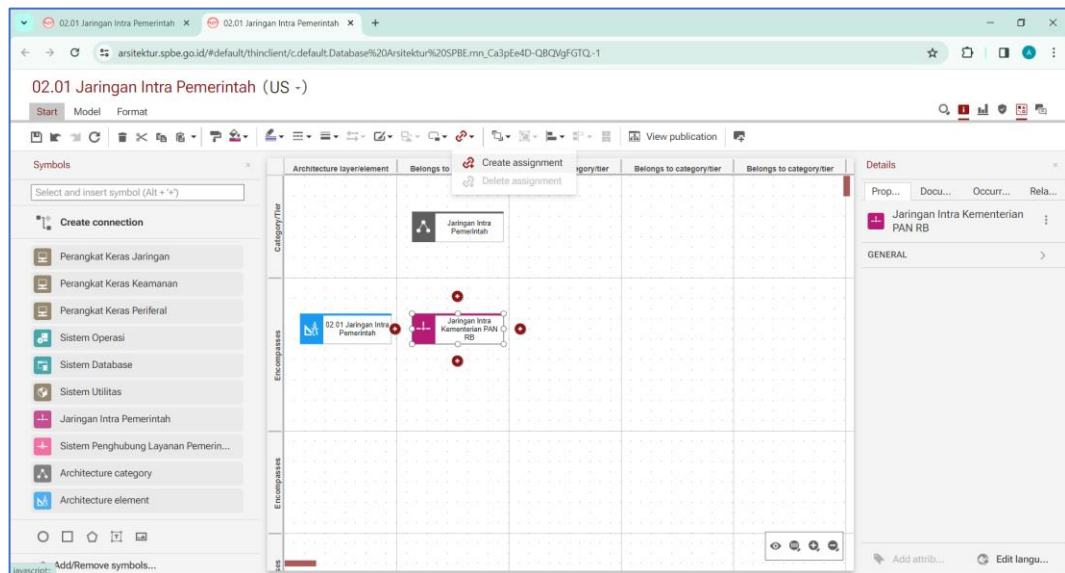 02.01 Jaringan Intra Pemerintah
02.01 Jaringan Intra Pemerintah
arsitektur.spbe.go.id/#default/thinclient/c.default.Database%20Arsitektur%20SPBE.mn_Ca3pEe4D-QBQVgFGTQ.-1
A
02.01 Jaringan Intra Pemerintah (US -)
Start Model Format
View publication
Create assignment
Delete assignment
Symbols
Select and insert symbol (Alt + '+')
Create connection
Perangkat Keras Jaringan
Perangkat Keras Keamanan
Perangkat Keras Periferal
Sistem Operasi
Sistem Database
Sistem Utilitas
Jaringan Intra Pemerintah
Sistem Penghubung Layanan Pemerin...
Architecture category
Architecture element
Add/Remove symbols...
javascript:
Architecture layer/element
Belongs to
egory/tier
Belongs to category/tier
Belongs to category/tier
Category/Tier
Jaringan Intra
Pemerintah
Encompasses
02.01 Jaringan Intra
Pemerintah
Jaringan Intra
Kementerian PAN
RB
Encompasses
ses
Details
Prop... Docu... Occurr... Rela...
Jaringan Intra Kementerian
PAN RB
GENERAL
Add attrib...
Edit langu...